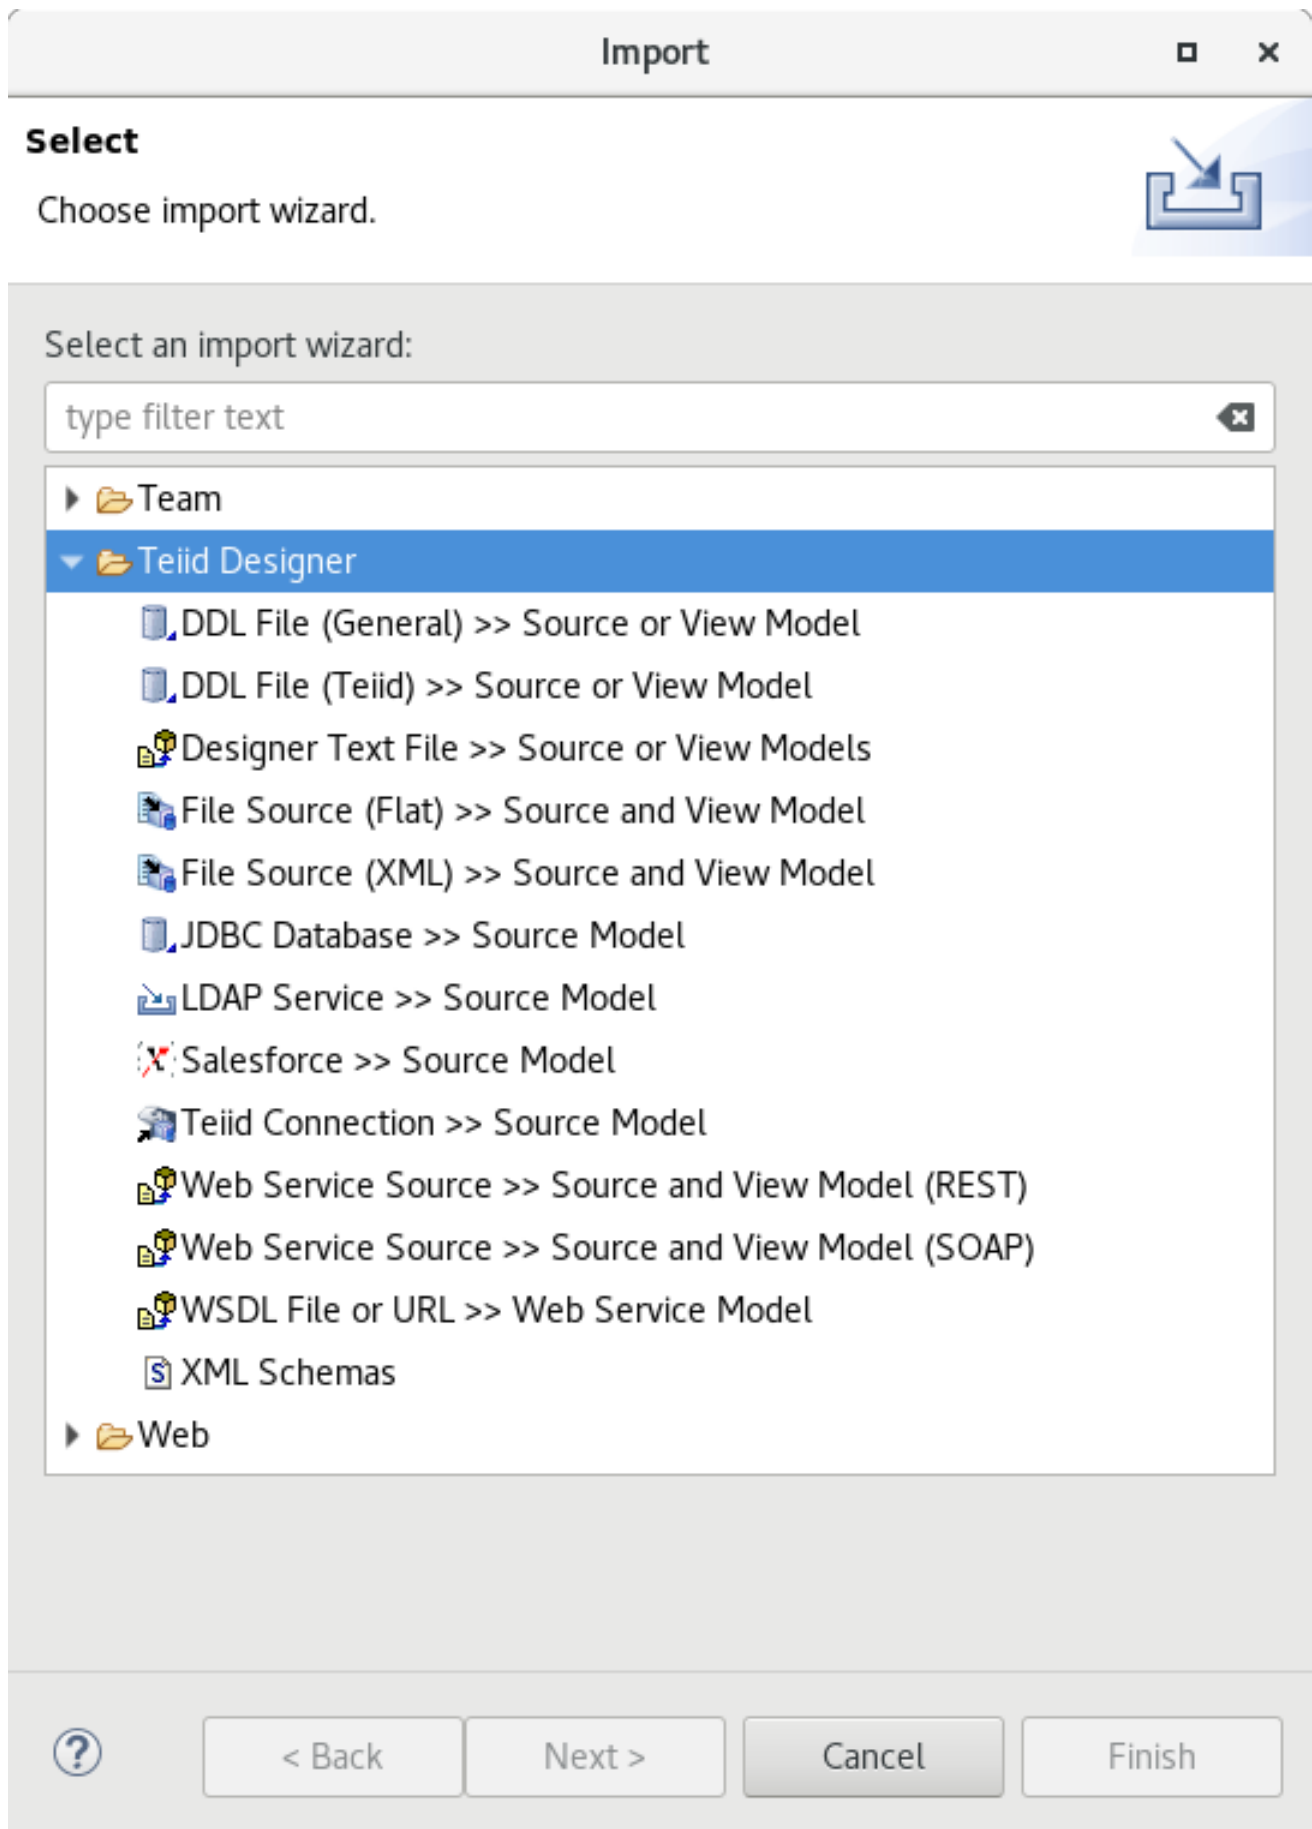 Import
Select
Choose import wizard.
Select an import wizard:
type filter text
Team
Teiid Designer
DDL File (General) >> Source or View Model
DDL File (Teiid) >> Source or View Model
Designer Text File >> Source or View Models
File Source (Flat) >> Source and View Model
File Source (XML) >> Source and View Model
JDBC Database >> Source Model
LDAP Service >> Source Model
Salesforce >> Source Model
Teiid Connection >> Source Model
Web Service Source >> Source and View Model (REST)
Web Service Source >> Source and View Model (SOAP)
WSDL File or URL >> Web Service Model
XML Schemas
Web
< Back Next > Cancel Finish